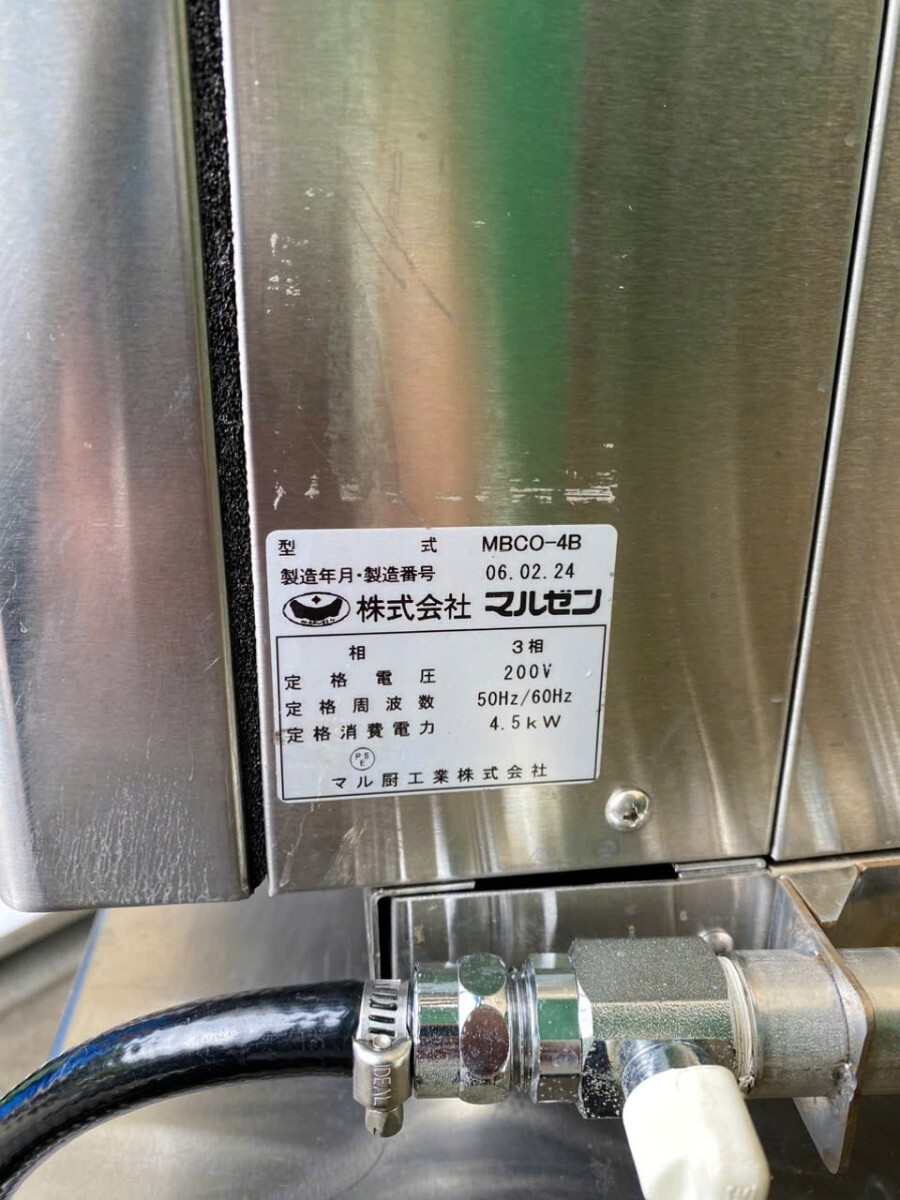 型式 MBCO-4B
製造年月・製造番号 06.02.24
株式会社 マルゼン
相 3相
定格電圧 200V
定格周波数 50Hz/60Hz
定格消費電力 4.5kW
PSE
マル厨工業株式会社
IDEAL